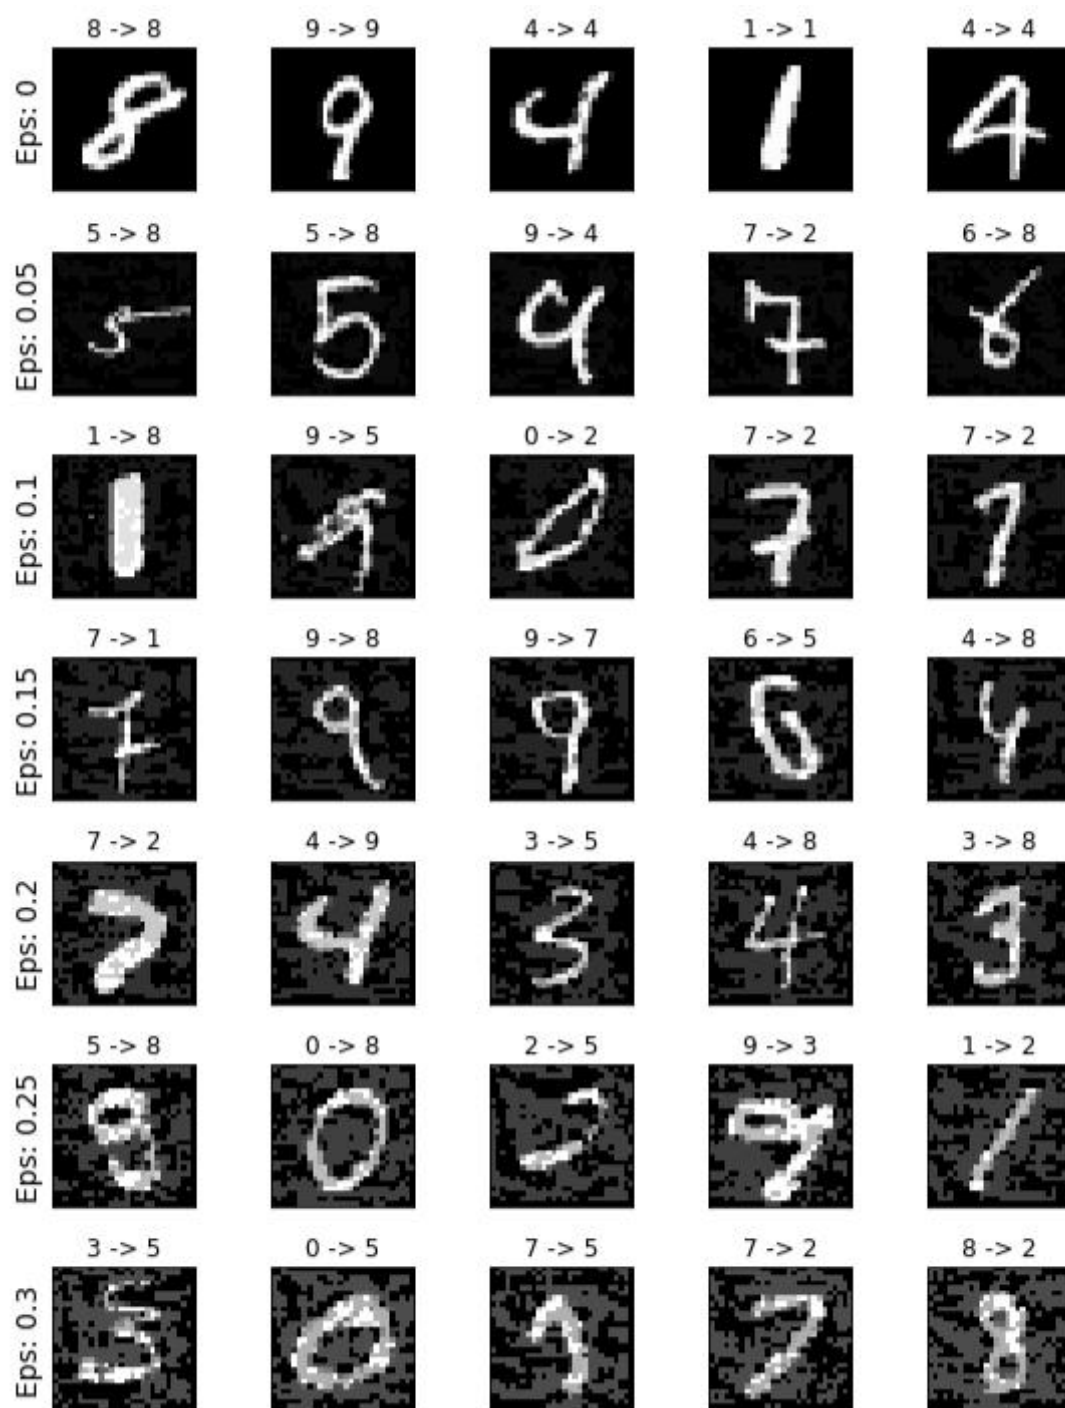 8 -> 8 9 -> 9 4 -> 4 1 -> 1 4 -> 4
Eps: 0
5 -> 8 5 -> 8 9 -> 4 7 -> 2 6 -> 8
Eps: 0.05
1 -> 8 9 -> 5 0 -> 2 7 -> 2 7 -> 2
Eps: 0.1
7 -> 1 9 -> 8 9 -> 7 6 -> 5 4 -> 8
Eps: 0.15
7 -> 2 4 -> 9 3 -> 5 4 -> 8 3 -> 8
Eps: 0.2
5 -> 8 0 -> 8 2 -> 5 9 -> 3 1 -> 2
Eps: 0.25
3 -> 5 0 -> 5 7 -> 5 7 -> 2 8 -> 2
Eps: 0.3